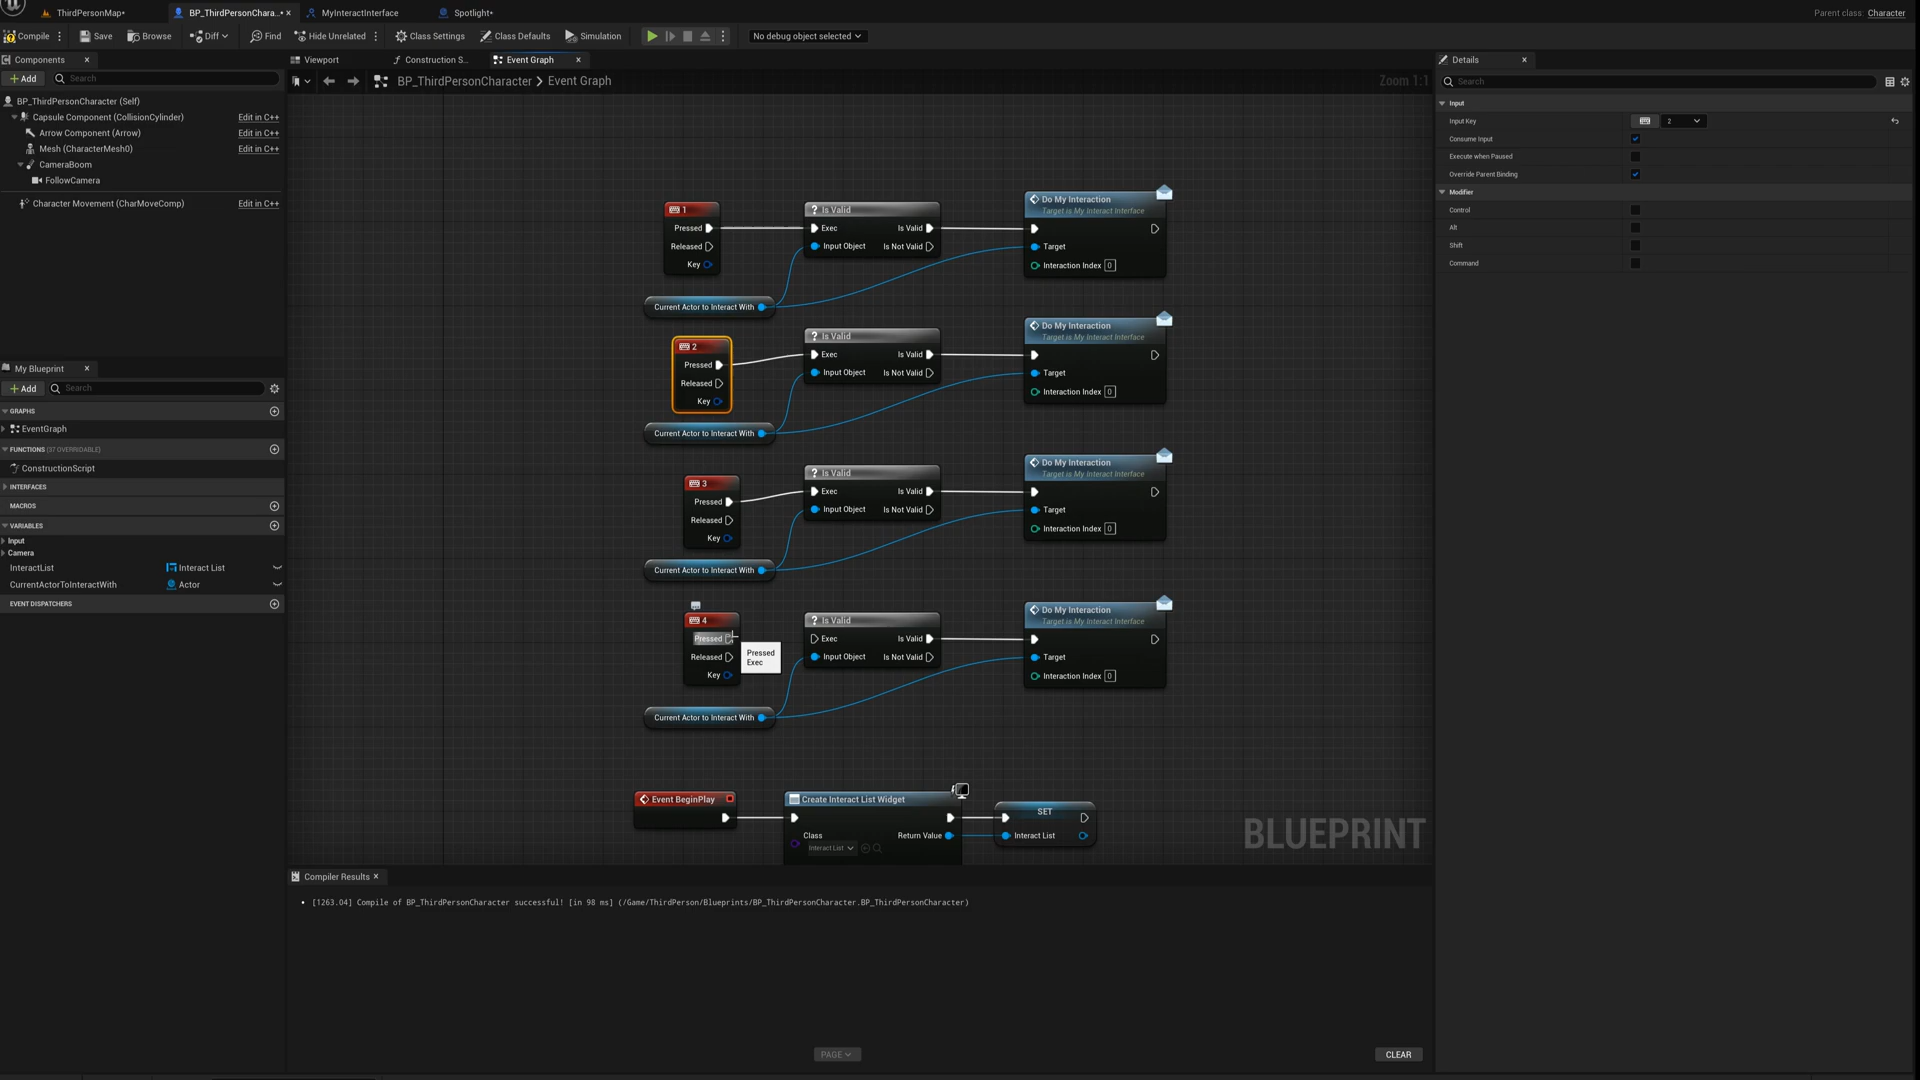 ThirdPersonMap•
BP_ThirdPersonChara...•
MyInteractInterface
Spotlight•
Parent class: Character
Compile
Save
Browse
Diff
Find
Hide Unrelated
Class Settings
Class Defaults
Simulation
No debug object selected
Components
Add
Search
BP_ThirdPersonCharacter (Self)
Capsule Component (CollisionCylinder)
Edit in C++
Arrow Component (Arrow)
Edit in C++
Mesh (CharacterMesh0)
Edit in C++
CameraBoom
FollowCamera
Character Movement (CharMoveComp)
Edit in C++
My Blueprint
Add
Search
GRAPHS
EventGraph
FUNCTIONS (37 OVERRIDABLE)
ConstructionScript
INTERFACES
MACROS
VARIABLES
Input
Camera
InteractList
Interact List
CurrentActorToInteractWith
Actor
EVENT DISPATCHERS
Viewport
Construction S...
Event Graph
BP_ThirdPersonCharacter > Event Graph
Zoom 1:1
1
Pressed
Released
Key
Is Valid
Exec
Is Valid
Input Object
Is Not Valid
Do My Interaction
Target is My Interact Interface
Target
Interaction Index 0
Current Actor to Interact With
2
Pressed
Released
Key
Is Valid
Exec
Is Valid
Input Object
Is Not Valid
Do My Interaction
Target is My Interact Interface
Target
Interaction Index 0
Current Actor to Interact With
3
Pressed
Released
Key
Is Valid
Exec
Is Valid
Input Object
Is Not Valid
Do My Interaction
Target is My Interact Interface
Target
Interaction Index 0
Current Actor to Interact With
4
Pressed
Released
Key
Pressed
Exec
Is Valid
Exec
Is Valid
Input Object
Is Not Valid
Do My Interaction
Target is My Interact Interface
Target
Interaction Index 0
Current Actor to Interact With
Event BeginPlay
Create Interact List Widget
Class
Interact List
Return Value
SET
Interact List
BLUEPRINT
Compiler Results
• [1263.04] Compile of BP_ThirdPersonCharacter successful! [in 98 ms] (/Game/ThirdPerson/Blueprints/BP_ThirdPersonCharacter.BP_ThirdPersonCharacter)
PAGE
CLEAR
Details
Search
Input
Input Key
2
Consume Input
Execute when Paused
Override Parent Binding
Modifier
Control
Alt
Shift
Command